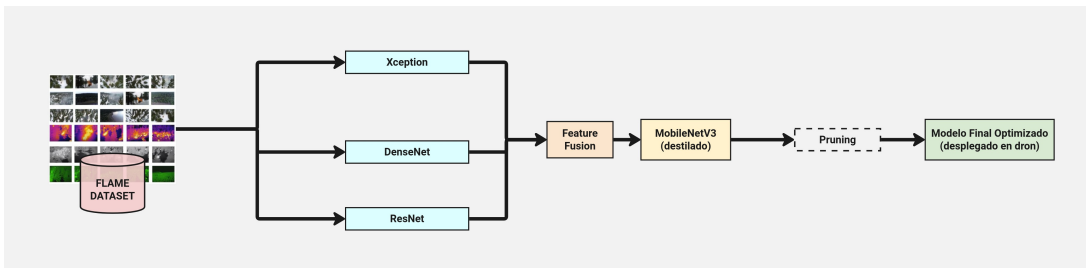 FLAME
DATASET
Xception
DenseNet
ResNet
Feature
Fusion
MobileNetV3
(destilado)
Pruning
Modelo Final Optimizado
(desplegado en dron)